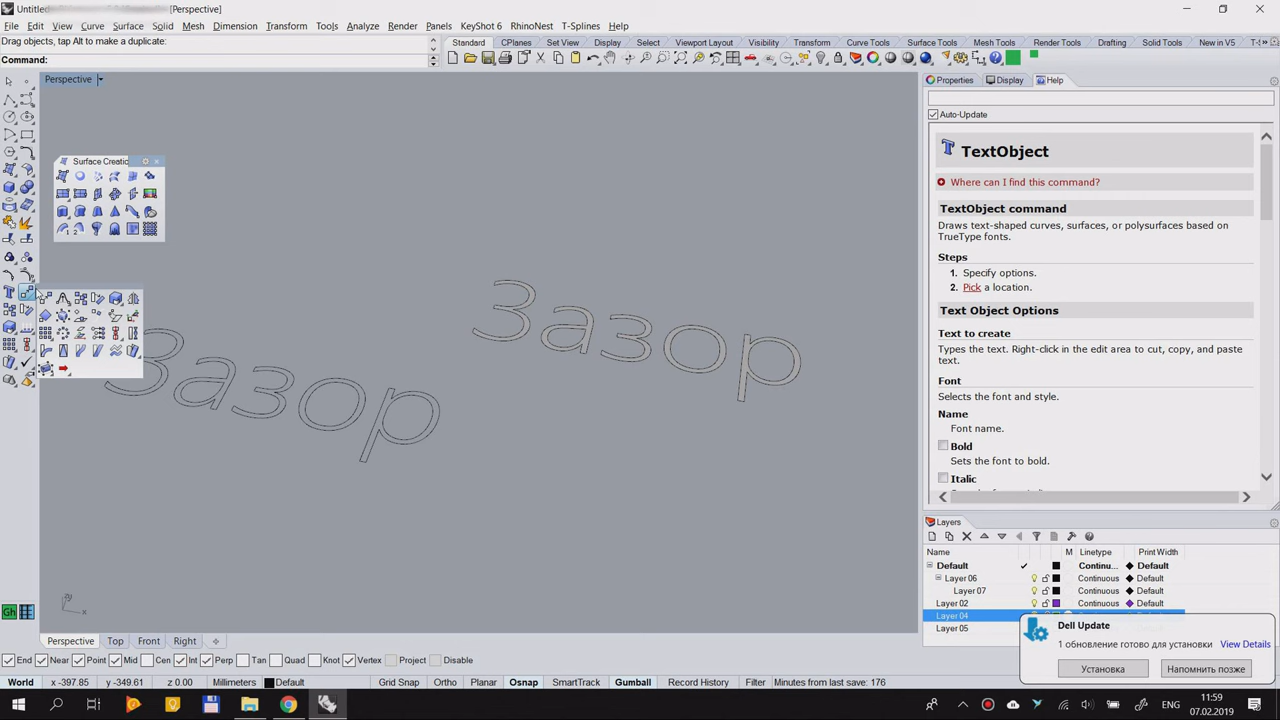 Untitled [Perspective]
File Edit View Curve Surface Solid Mesh Dimension Transform Tools Analyze Render Panels KeyShot 6 RhinoNest T-Splines Help
Drag objects, tap Alt to make a duplicate:
Command:
Standard CPlanes Set View Display Select Viewport Layout Visibility Transform Curve Tools Surface Tools Mesh Tools Render Tools Drafting Solid Tools New in V5
Perspective
Properties Display Help
Auto-Update
TextObject
Where can I find this command?
TextObject command
Draws text-shaped curves, surfaces, or polysurfaces based on
TrueType fonts.
Steps
1. Specify options.
2. Pick a location.
Text Object Options
Text to create
Types the text. Right-click in the edit area to cut, copy, and paste
text.
Font
Selects the font and style.
Name
Font name.
Bold
Sets the font to bold.
Italic
Surface Creatic
Зазор
Зазор
Layers
Name M Linetype Print Width
Default Continu... Default
Layer 06 Continuous Default
Layer 07 Continuous Default
Layer 02 Continuous Default
Layer 04
Layer 05
Dell Update
1 обновление готово для установки View Details
Установка Напомнить позже
y x
Perspective Top Front Right
End Near Point Mid Cen Int Perp Tan Quad Knot Vertex Project Disable
World x -397.85 y -349.61 z 0.00 Millimeters Default Grid Snap Ortho Planar Osnap SmartTrack Gumball Record History Filter Minutes from last save: 176
Gh
ENG
11:59
07.02.2019